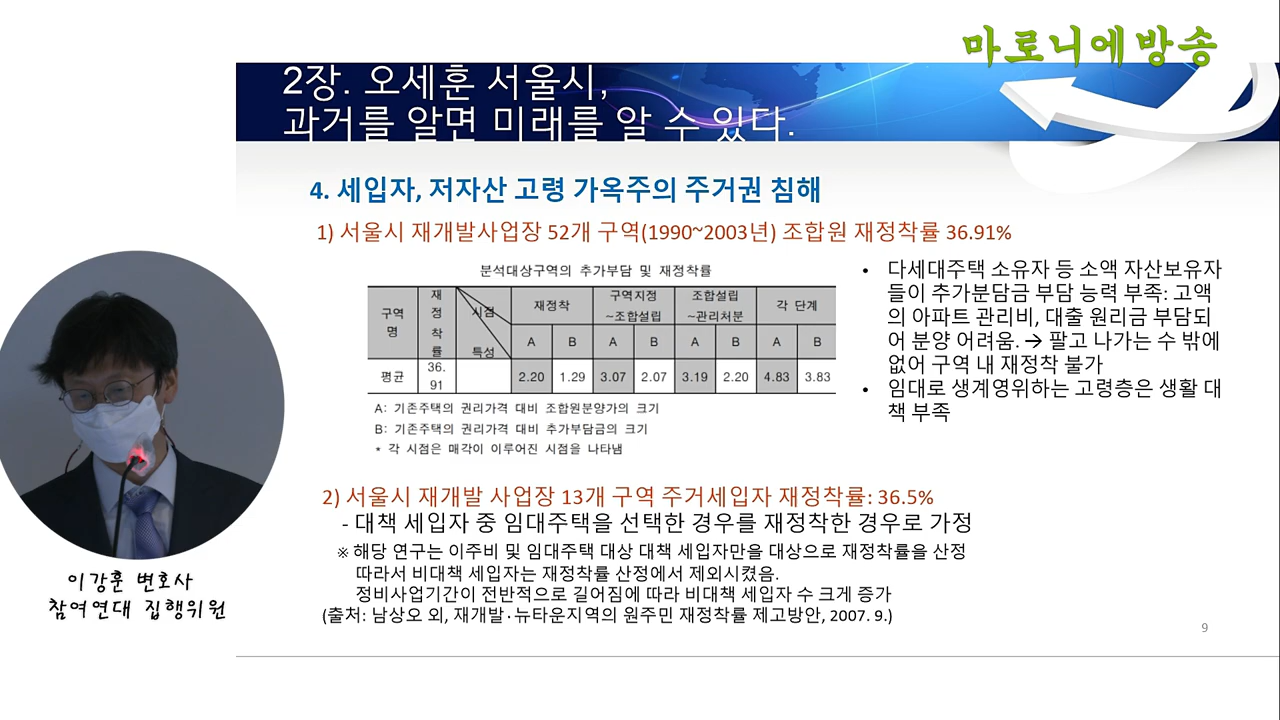 마로니에방송
2장. 오세훈 서울시,
과거를 알면 미래를 알 수 있다.
4. 세입자, 저자산 고령 가옥주의 주거권 침해
1) 서울시 재개발사업장 52개 구역(1990~2003년) 조합원 재정착률 36.91%
분석대상구역의 추가부담 및 재정착률
구역명 재정착률 시점 특성 재정착 구역지정~조합설립 조합설립~관리처분 각 단계
A B A B A B A B
평균 36.91 2.20 1.29 3.07 2.07 3.19 2.20 4.83 3.83
A: 기존주택의 권리가격 대비 조합원분양가의 크기
B: 기존주택의 권리가격 대비 추가부담금의 크기
* 각 시점은 매각이 이루어진 시점을 나타냄
• 다세대주택 소유자 등 소액 자산보유자
들이 추가분담금 부담 능력 부족: 고액
의 아파트 관리비, 대출 원리금 부담되
어 분양 어려움. → 팔고 나가는 수 밖에
없어 구역 내 재정착 불가
• 임대로 생계영위하는 고령층은 생활 대
책 부족
2) 서울시 재개발 사업장 13개 구역 주거세입자 재정착률: 36.5%
- 대책 세입자 중 임대주택을 선택한 경우를 재정착한 경우로 가정
※ 해당 연구는 이주비 및 임대주택 대상 대책 세입자만을 대상으로 재정착률을 산정
따라서 비대책 세입자는 재정착률 산정에서 제외시켰음.
정비사업기간이 전반적으로 길어짐에 따라 비대책 세입자 수 크게 증가
(출처: 남상오 외, 재개발·뉴타운지역의 원주민 재정착률 제고방안, 2007. 9.)
9
이강훈 변호사
참여연대 집행위원